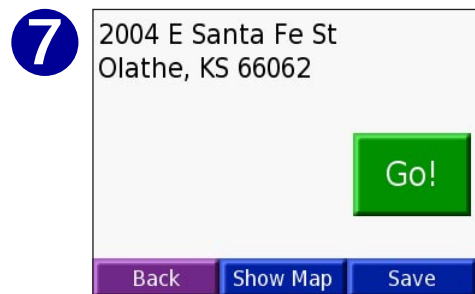 7
2004 E Santa Fe St
Olathe, KS 66062
Go!
Back Show Map Save